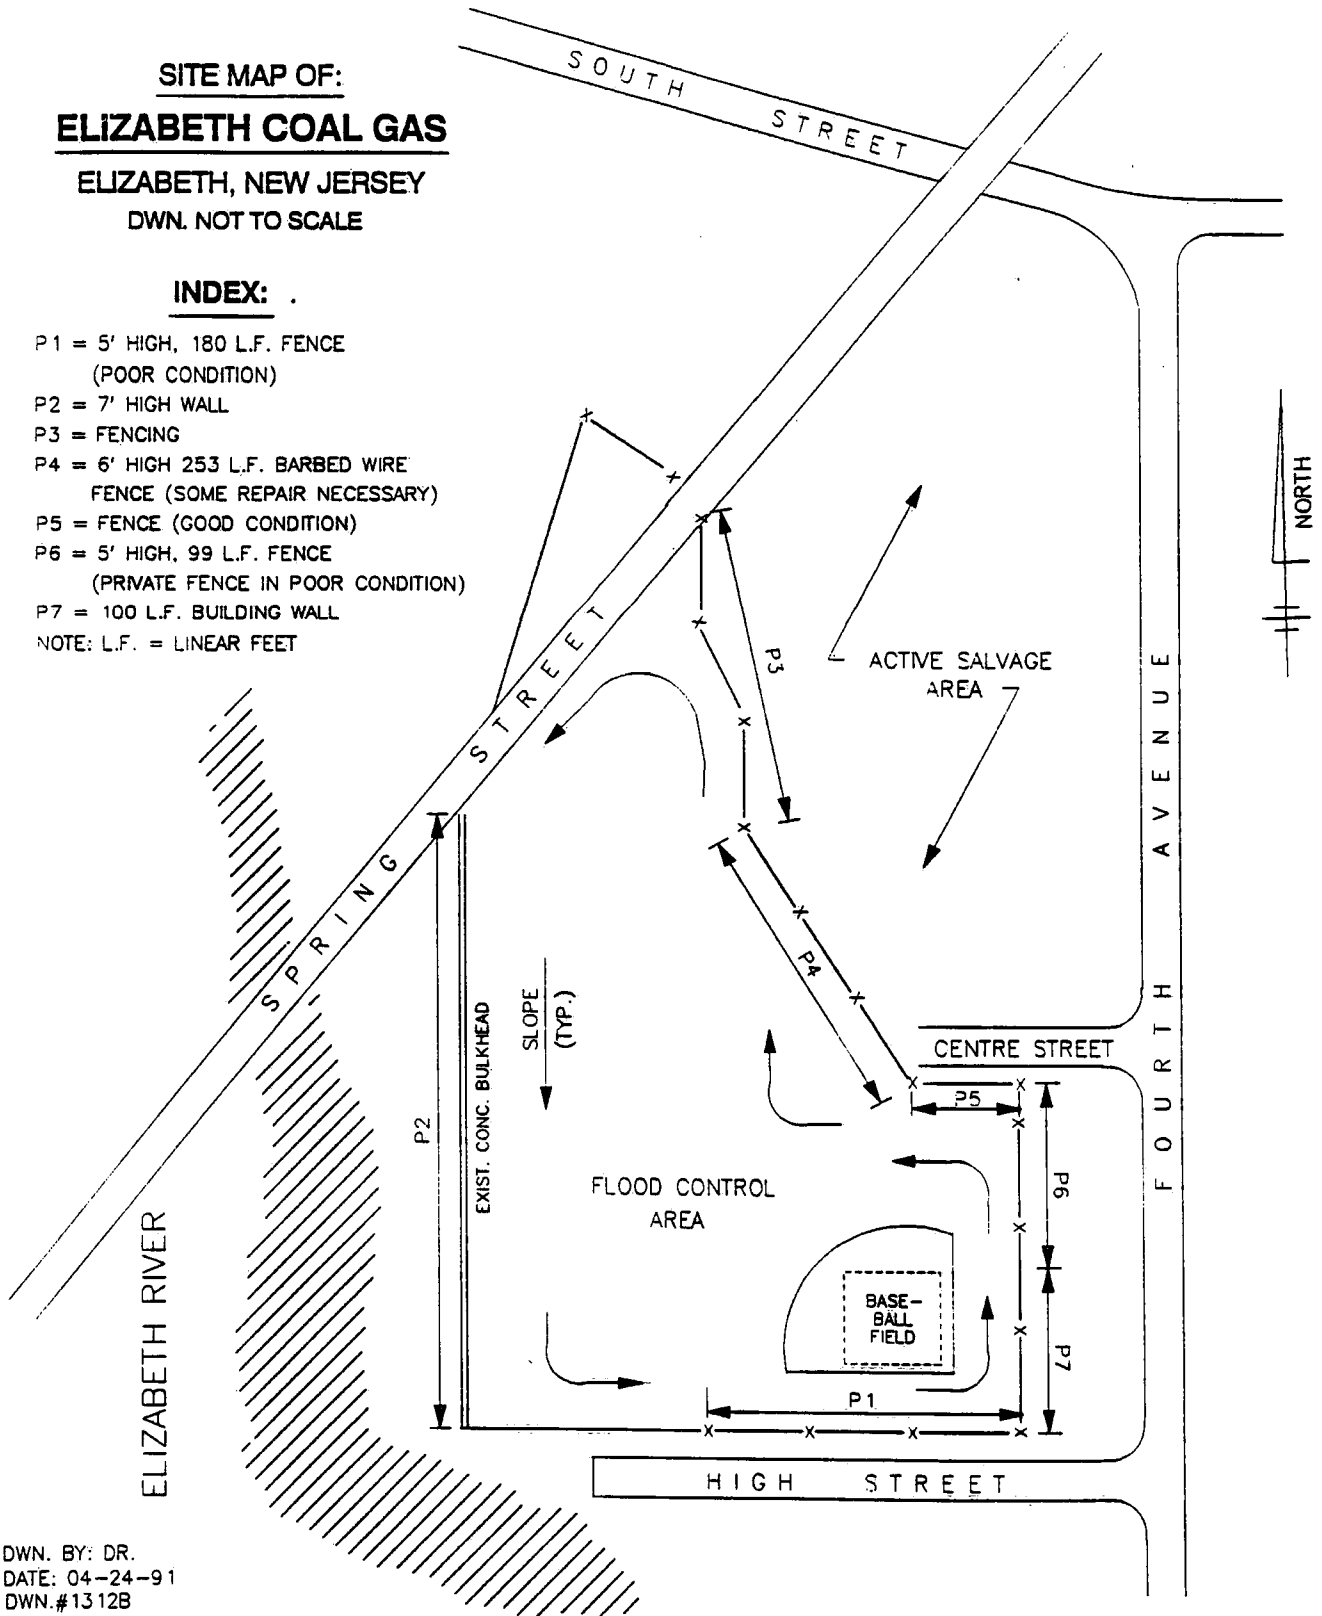 SITE MAP OF:
ELIZABETH COAL GAS
ELIZABETH, NEW JERSEY
DWN. NOT TO SCALE
INDEX:
P1 = 5' HIGH, 180 L.F. FENCE
(POOR CONDITION)
P2 = 7' HIGH WALL
P3 = FENCING
P4 = 6' HIGH 253 L.F. BARBED WIRE
FENCE (SOME REPAIR NECESSARY)
P5 = FENCE (GOOD CONDITION)
P6 = 5' HIGH, 99 L.F. FENCE
(PRIVATE FENCE IN POOR CONDITION)
P7 = 100 L.F. BUILDING WALL
NOTE: L.F. = LINEAR FEET
SOUTH STREET
SPRING STREET
NORTH
P3
ACTIVE SALVAGE
AREA
FOURTH AVENUE
P4
SLOPE
(TYP.)
EXIST. CONC. BULKHEAD
P2
CENTRE STREET
P5
P6
FLOOD CONTROL
AREA
BASE-
BALL
FIELD
P7
P1
HIGH STREET
ELIZABETH RIVER
DWN. BY: DR.
DATE: 04-24-91
DWN.#1312B